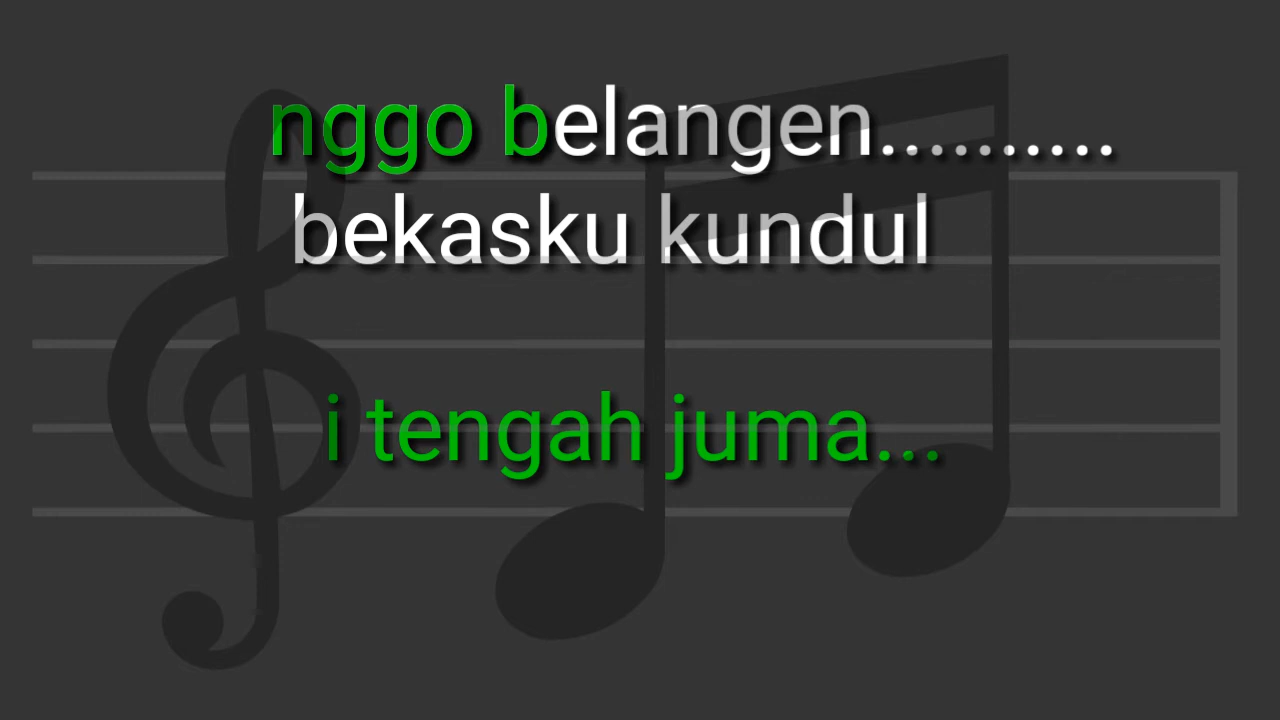 nggo belangen..........
bekasku kundul
i tengah juma...